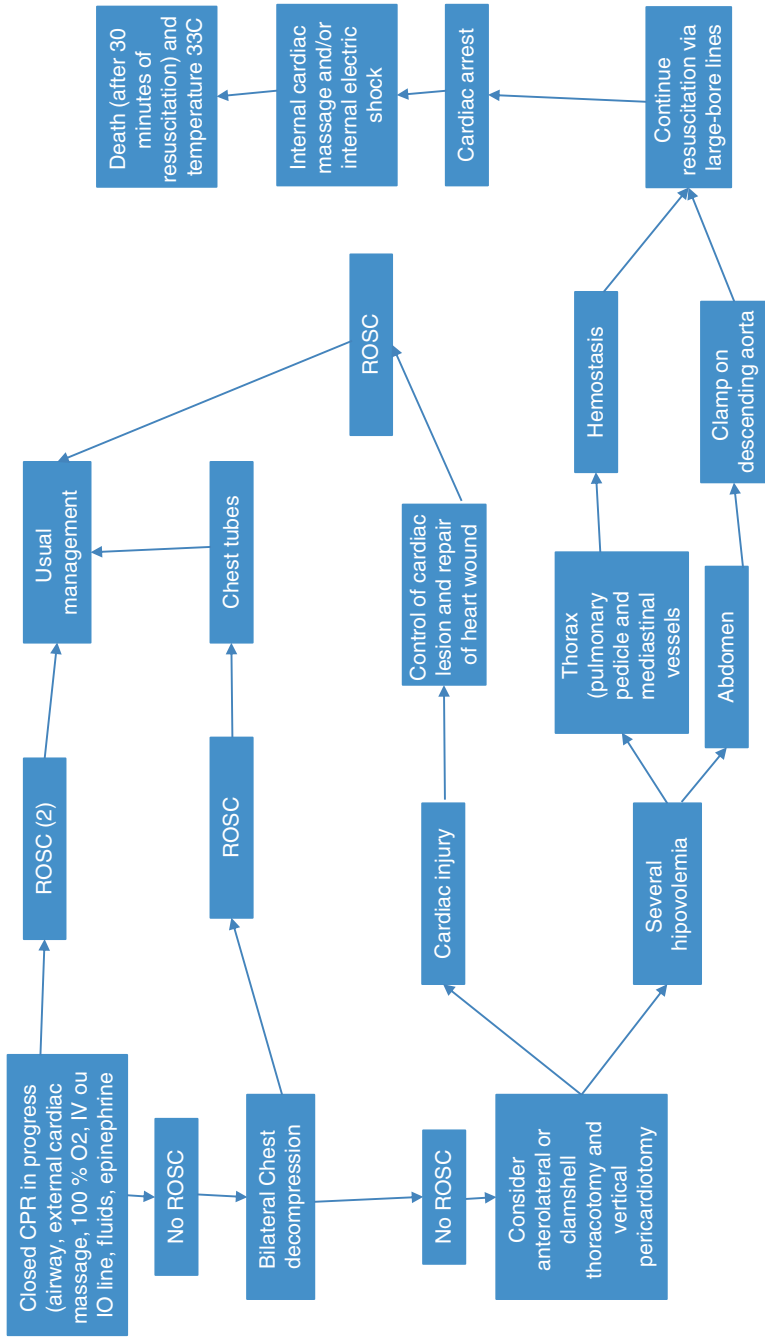 Closed CPR in progress
(airway, external cardiac
massage, 100 % O2, IV ou
IO line, fluids, epinephrine
ROSC (2)
Usual
management
No ROSC
Bilateral Chest
decompression
ROSC
Chest tubes
No ROSC
Consider
anterolateral or
clamshell
thoracotomy and
vertical
pericardiotomy
Cardiac injury
Control of cardiac
lesion and repair
of heart wound
ROSC
Several
hipovolemia
Thorax
(pulmonary
pedicle and
mediastinal
vessels
Hemostasis
Abdomen
Clamp on
descending aorta
Continue
resuscitation via
large-bore lines
Cardiac arrest
Internal cardiac
massage and/or
internal electric
shock
Death (after 30
minutes of
resuscitation) and
temperature 33C